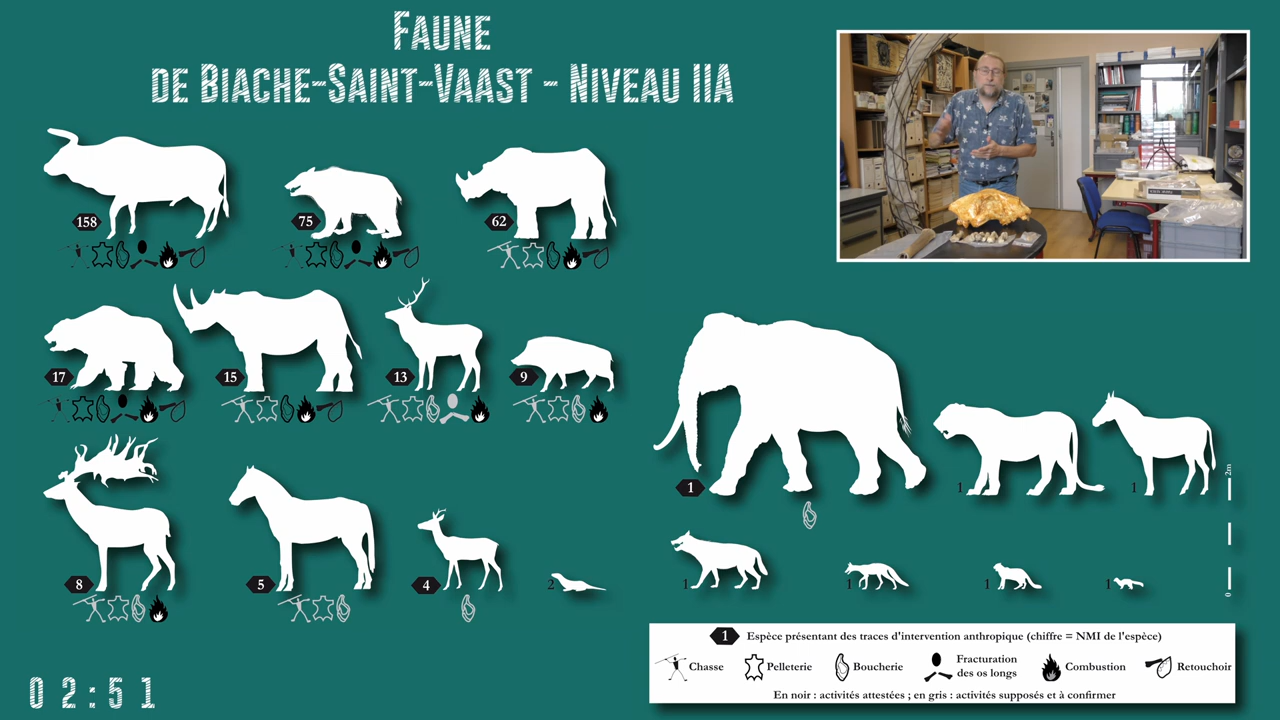 Faune
de Biache-Saint-Vaast - Niveau IIA
158
75
62
17
15
13
9
1
1
1
2m
8
5
4
2
1
1
1
1
0
1 Espèce présentant des traces d'intervention anthropique (chiffre = NMI de l'espèce)
Chasse
Pelleterie
Boucherie
Fracturation
des os longs
Combustion
Retouchoir
En noir : activités attestées ; en gris : activités supposés et à confirmer
02:51